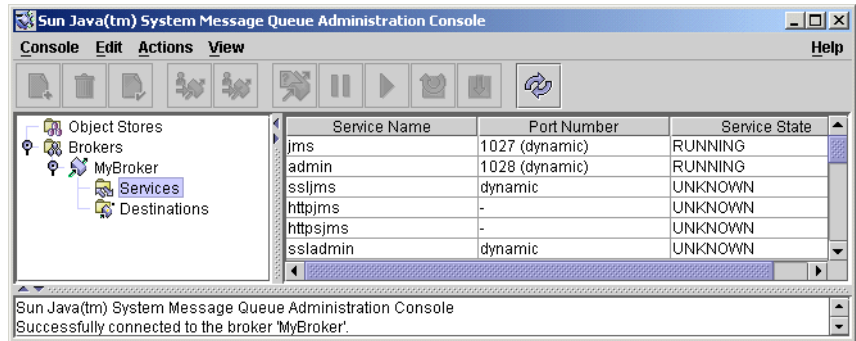 Sun Java(tm) System Message Queue Administration Console
Console Edit Actions View Help
Object Stores
Brokers
MyBroker
Services
Destinations
Service Name Port Number Service State
jms 1027 (dynamic) RUNNING
admin 1028 (dynamic) RUNNING
ssljms dynamic UNKNOWN
httpjms - UNKNOWN
httpsjms - UNKNOWN
ssladmin dynamic UNKNOWN
Sun Java(tm) System Message Queue Administration Console
Successfully connected to the broker 'MyBroker'.